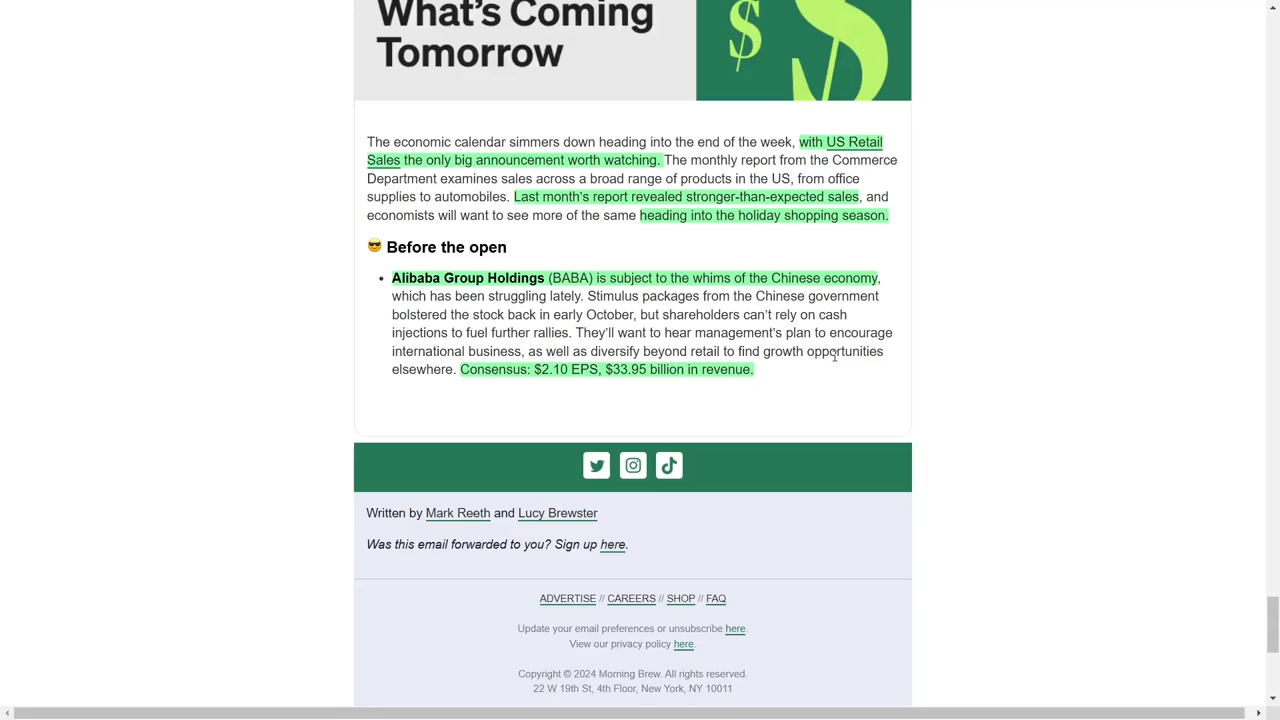 What's Coming
Tomorrow
$ $
The economic calendar simmers down heading into the end of the week, with US Retail
Sales the only big announcement worth watching. The monthly report from the Commerce
Department examines sales across a broad range of products in the US, from office
supplies to automobiles. Last month's report revealed stronger-than-expected sales, and
economists will want to see more of the same heading into the holiday shopping season.
😎 Before the open
• Alibaba Group Holdings (BABA) is subject to the whims of the Chinese economy,
which has been struggling lately. Stimulus packages from the Chinese government
bolstered the stock back in early October, but shareholders can't rely on cash
injections to fuel further rallies. They'll want to hear management's plan to encourage
international business, as well as diversify beyond retail to find growth opportunities
elsewhere. Consensus: $2.10 EPS, $33.95 billion in revenue.
Written by Mark Reeth and Lucy Brewster
Was this email forwarded to you? Sign up here.
ADVERTISE // CAREERS // SHOP // FAQ
Update your email preferences or unsubscribe here.
View our privacy policy here.
Copyright © 2024 Morning Brew. All rights reserved.
22 W 19th St, 4th Floor, New York, NY 10011